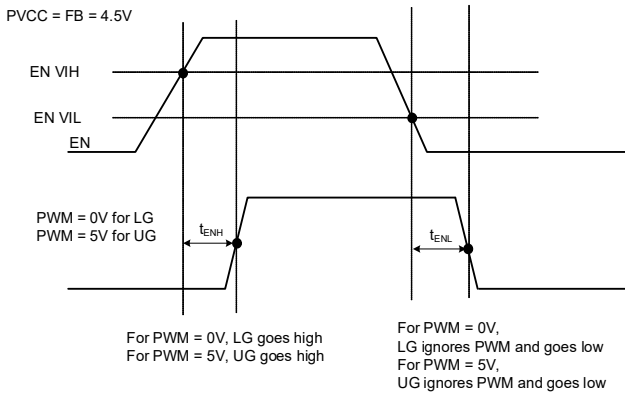 PVCC = FB = 4.5V
EN VIH
EN VIL
EN
PWM = 0V for LG
PWM = 5V for UG
tENH
tENL
For PWM = 0V, LG goes high
For PWM = 5V, UG goes high
For PWM = 0V,
LG ignores PWM and goes low
For PWM = 5V,
UG ignores PWM and goes low